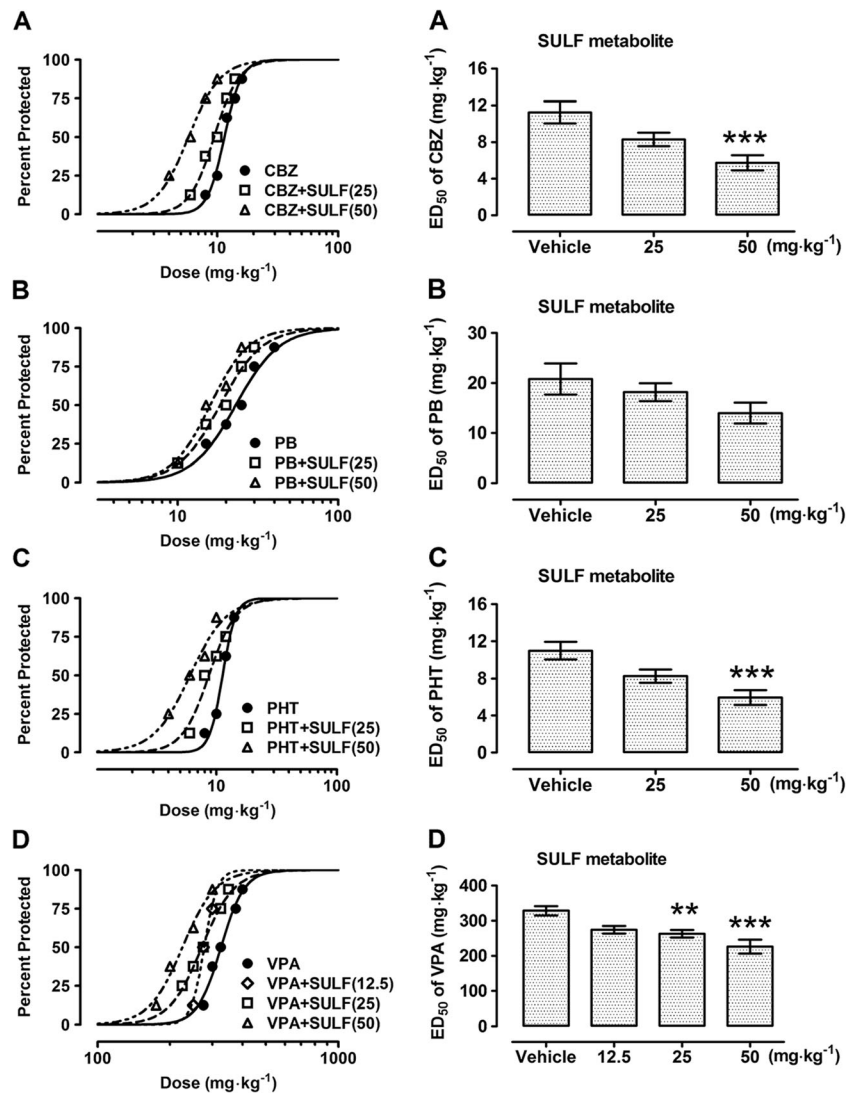 A
100
75
50
25
0
Percent Protected
CBZ
CBZ+SULF(25)
CBZ+SULF(50)
10
100
Dose (mg·kg-1)
A
SULF metabolite
16
12
8
4
0
ED50 of CBZ (mg·kg-1)
***
Vehicle 25 50 (mg·kg-1)
B
100
75
50
25
0
Percent Protected
PB
PB+SULF(25)
PB+SULF(50)
10
100
Dose (mg·kg-1)
B
SULF metabolite
30
20
10
0
ED50 of PB (mg·kg-1)
Vehicle 25 50 (mg·kg-1)
C
100
75
50
25
0
Percent Protected
PHT
PHT+SULF(25)
PHT+SULF(50)
10
100
Dose (mg·kg-1)
C
SULF metabolite
16
12
8
4
0
ED50 of PHT (mg·kg-1)
***
Vehicle 25 50 (mg·kg-1)
D
100
75
50
25
0
Percent Protected
VPA
VPA+SULF(12.5)
VPA+SULF(25)
VPA+SULF(50)
100
1000
Dose (mg·kg-1)
D
SULF metabolite
400
300
200
100
0
ED50 of VPA (mg·kg-1)
**
***
Vehicle 12.5 25 50 (mg·kg-1)